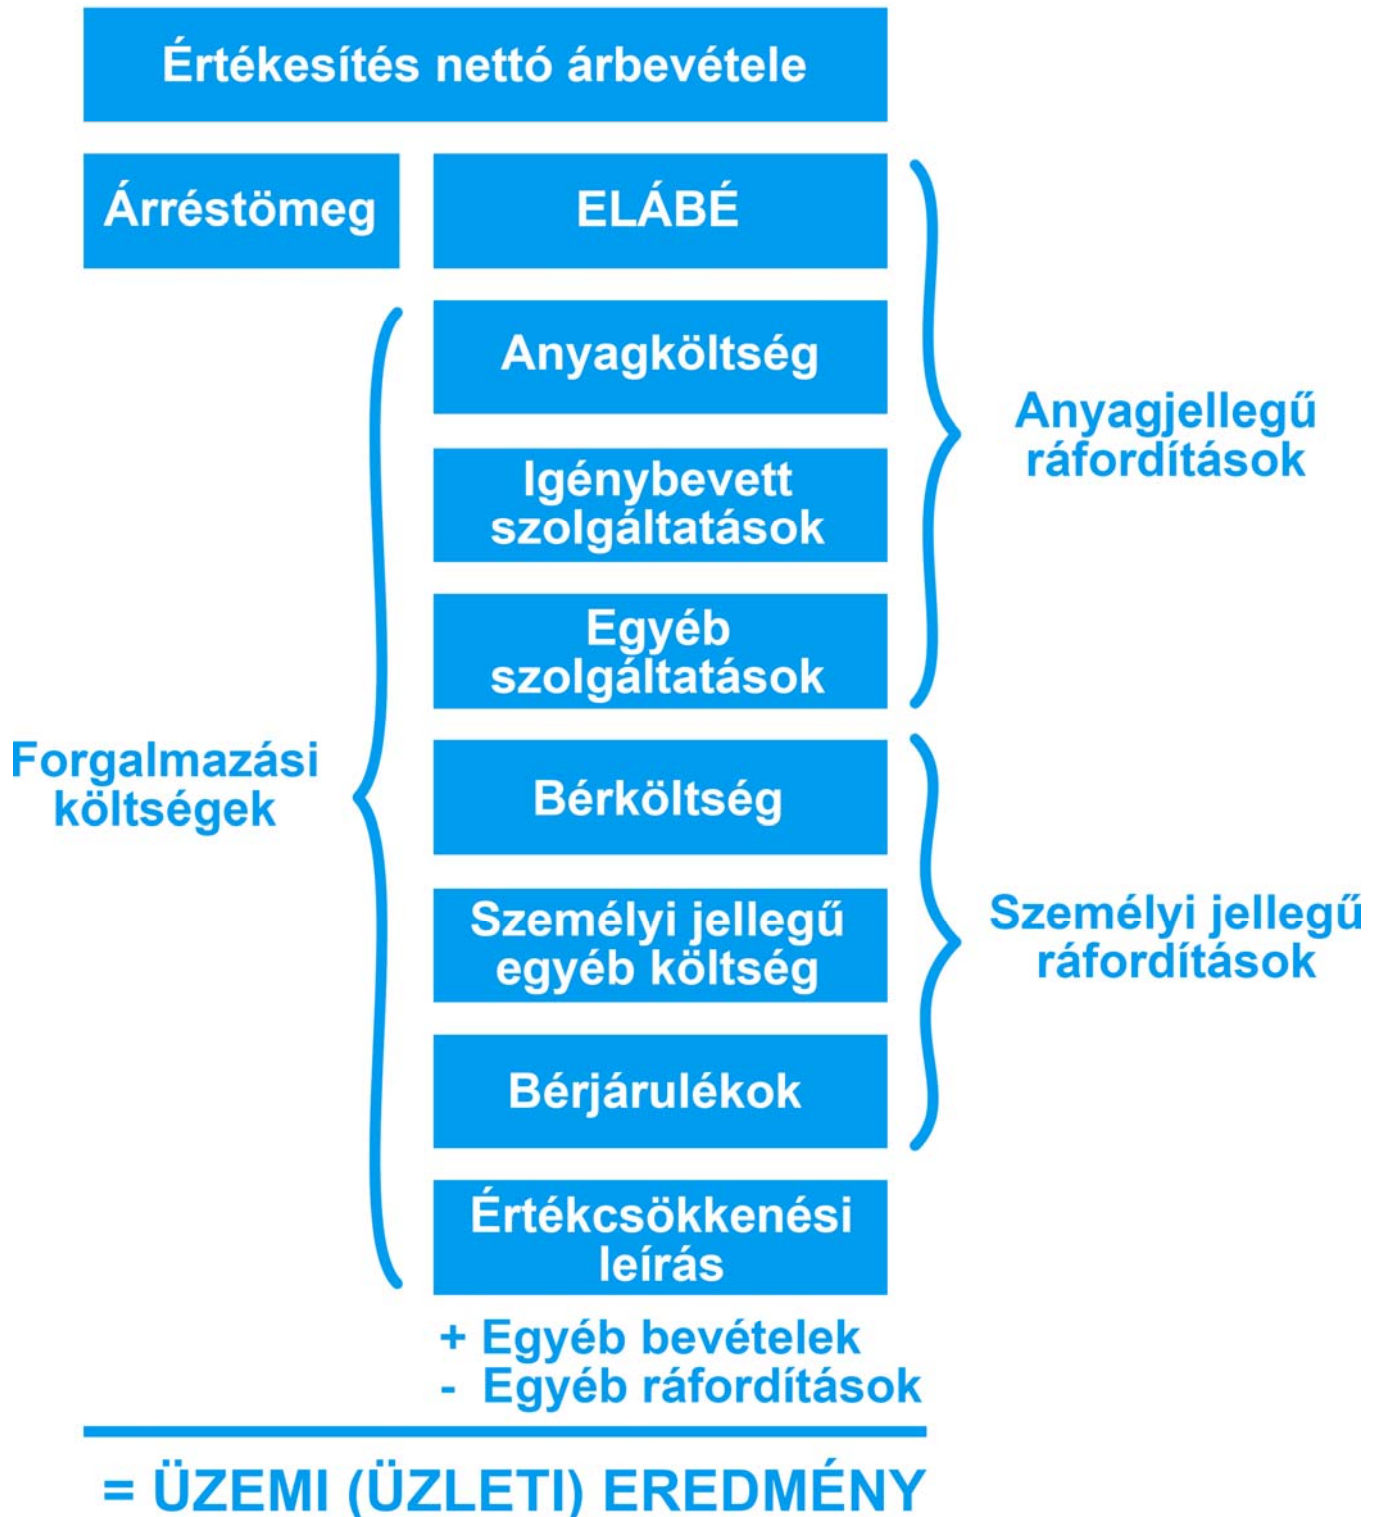 Értékesítés nettó árbevétele
Árréstömeg
ELÁBÉ
Anyagköltség
Igénybevett
szolgáltatások
Egyéb
szolgáltatások
Anyagjellegű
ráfordítások
Forgalmazási
költségek
Bérköltség
Személyi jellegű
egyéb költség
Bérjárulékok
Személyi jellegű
ráfordítások
Értékcsökkenési
leírás
+ Egyéb bevételek
- Egyéb ráfordítások
= ÜZEMI (ÜZLETI) EREDMÉNY